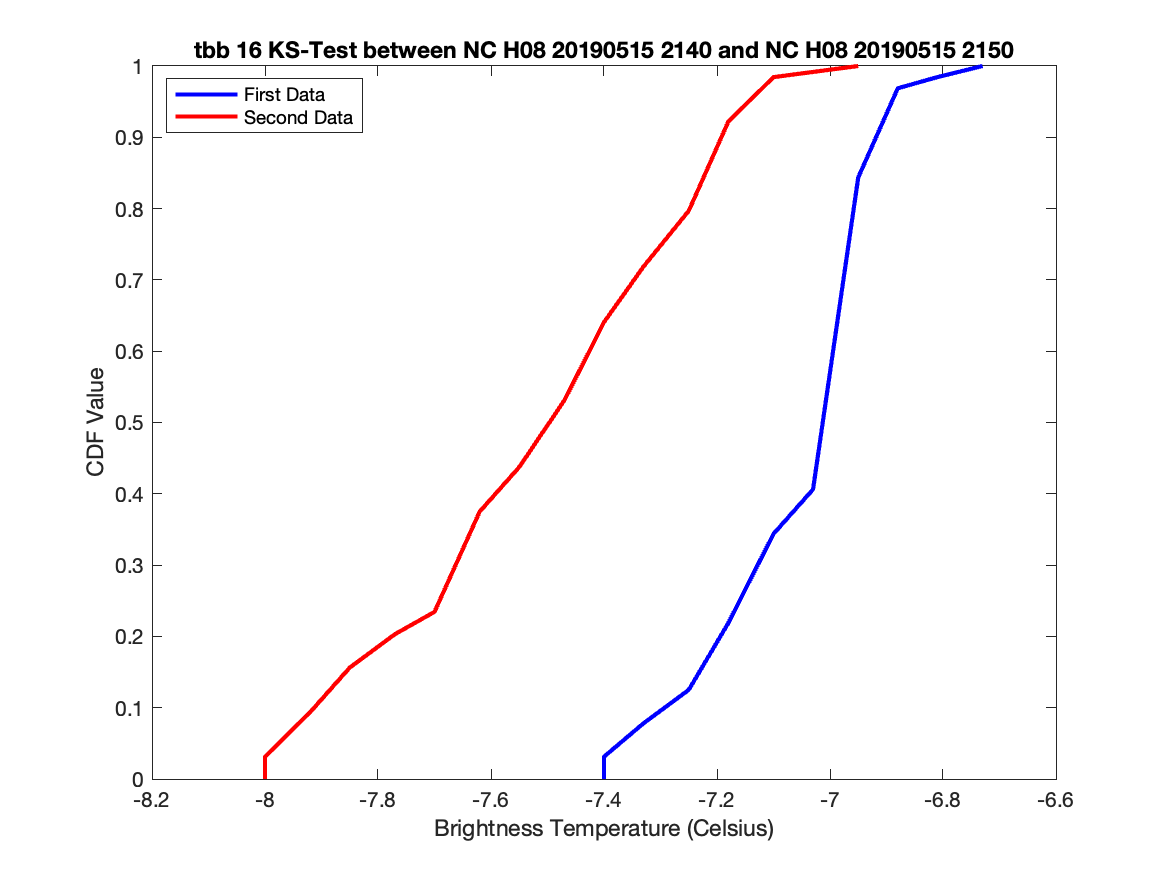 tbb 16 KS-Test between NC H08 20190515 2140 and NC H08 20190515 2150
First Data
Second Data
1
0.9
0.8
0.7
0.6
0.5
0.4
0.3
0.2
0.1
0
CDF Value
-8.2 -8 -7.8 -7.6 -7.4 -7.2 -7 -6.8 -6.6
Brightness Temperature (Celsius)